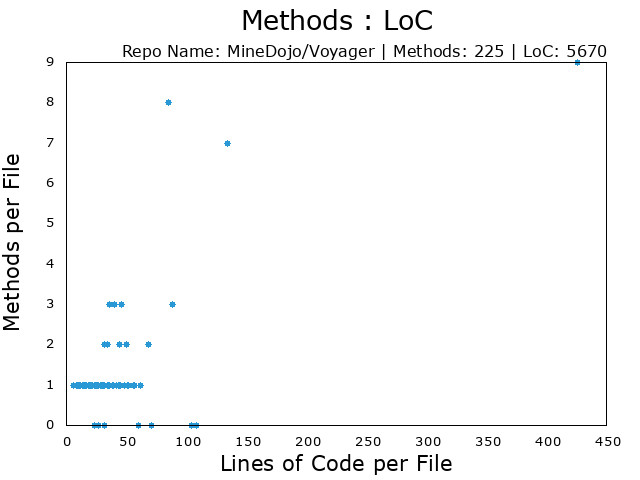 Methods : LoC
Repo Name: MineDojo/Voyager | Methods: 225 | LoC: 5670
Methods per File
9
8
7
6
5
4
3
2
1
0
0 50 100 150 200 250 300 350 400 450
Lines of Code per File